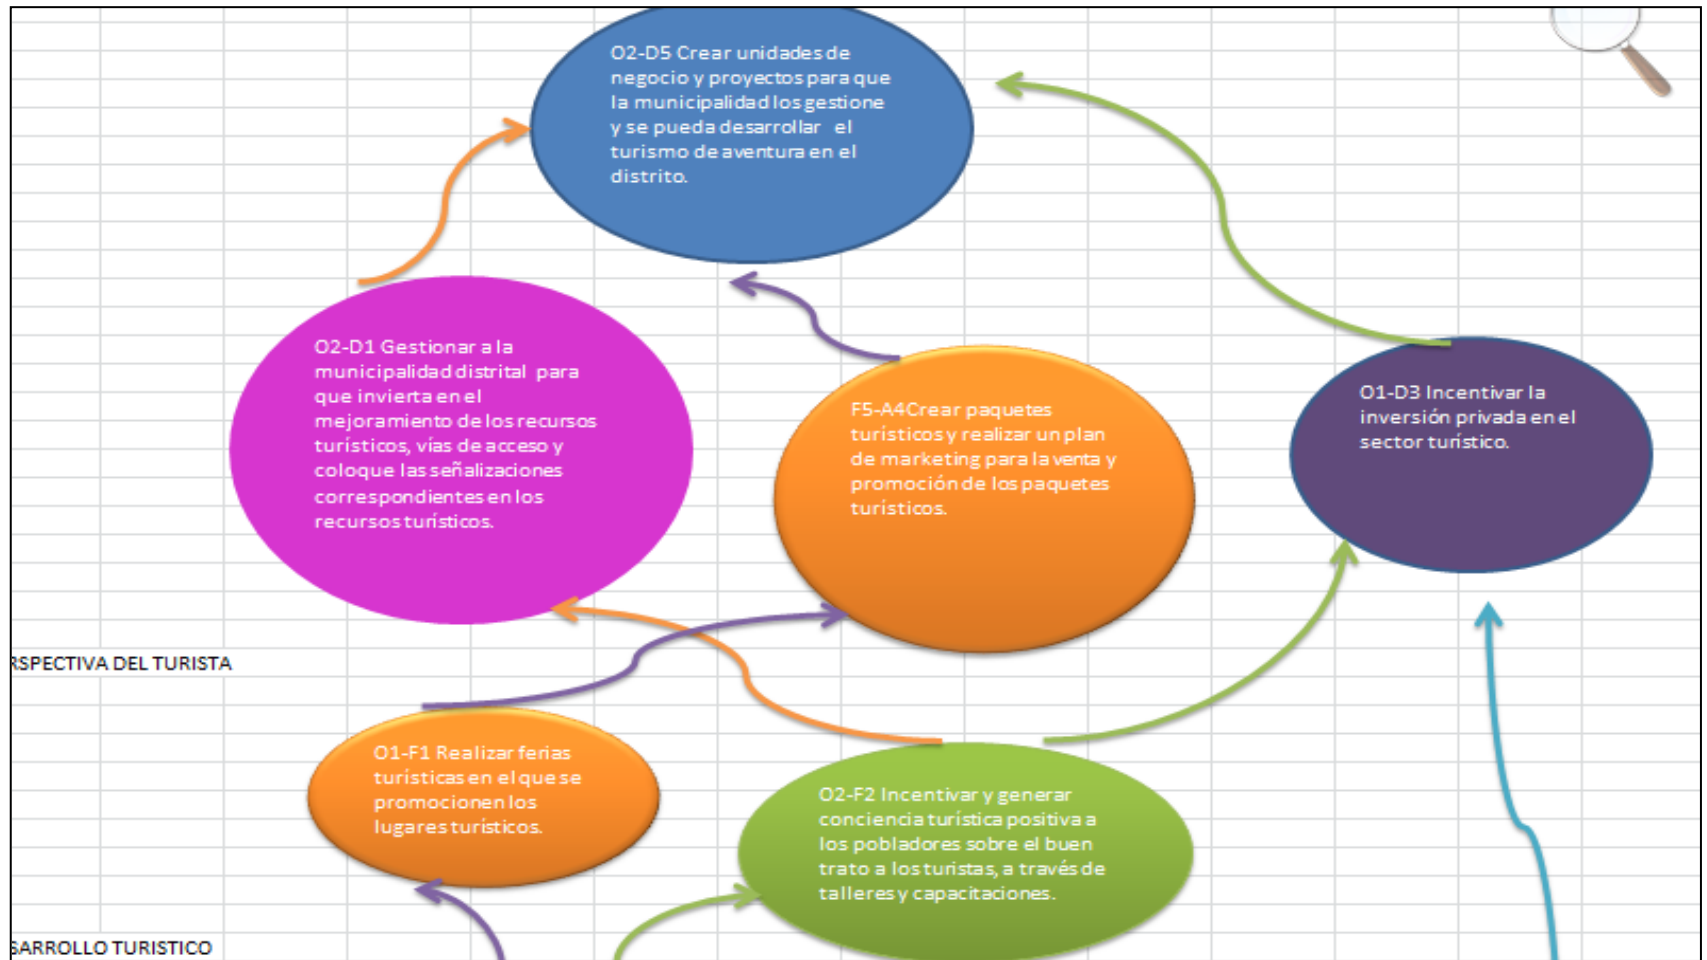 O2-D5 Crear unidades de
negocio y proyectos para que
la municipalidad los gestione
y se pueda desarrollar el
turismo de aventura en el
distrito.
O2-D1 Gestionar a la
municipalidad distrital para
que invierta en el
mejoramiento de los recursos
turísticos, vías de acceso y
coloque las señalizaciones
correspondientes en los
recursos turísticos.
F5-A4Crear paquetes
turísticos y realizar un plan
de marketing para la venta y
promoción de los paquetes
turísticos.
O1-D3 Incentivar la
inversión privada en el
sector turístico.
RSPECTIVA DEL TURISTA
O1-F1 Realizar ferias
turísticas en el que se
promocionen los
lugares turísticos.
O2-F2 Incentivar y generar
conciencia turística positiva a
los pobladores sobre el buen
trato a los turistas, a través de
talleres y capacitaciones.
SARROLLO TURISTICO